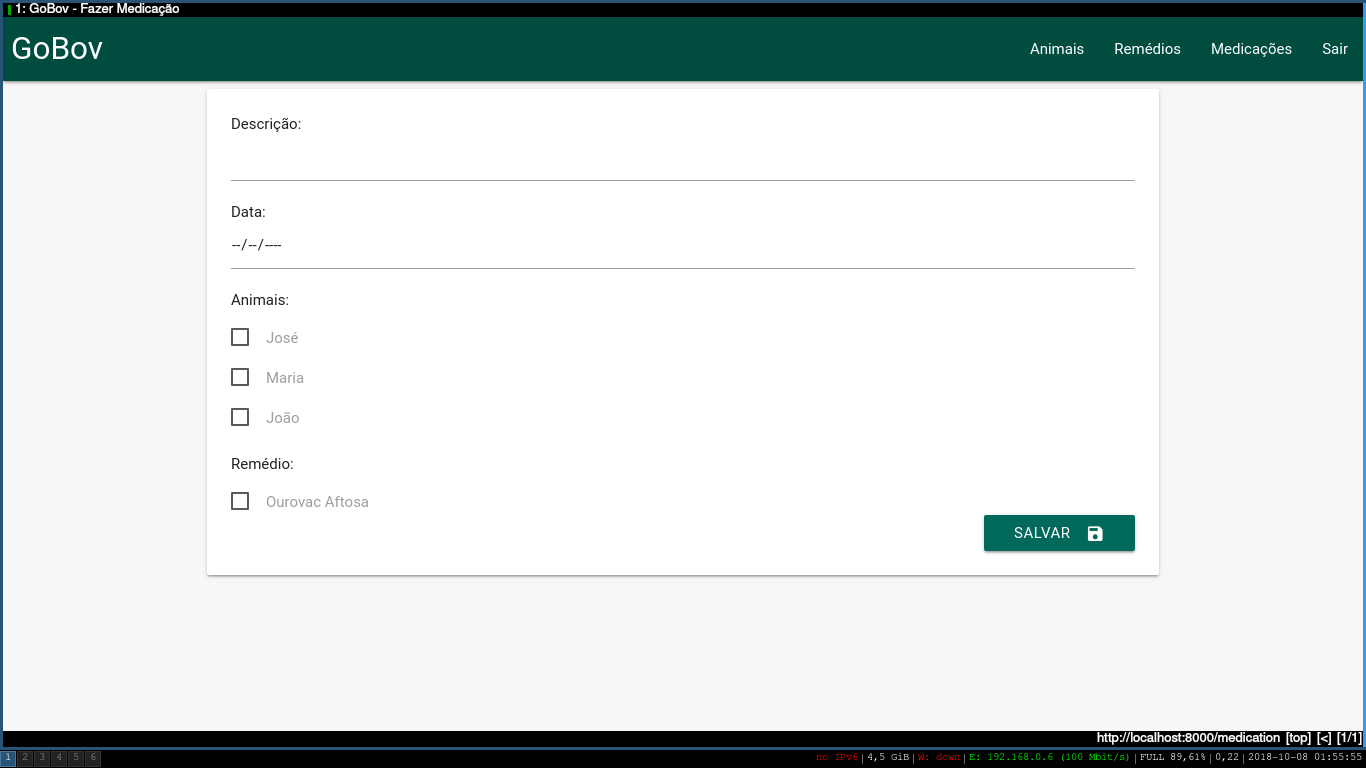 1: GoBov - Fazer Medicação
GoBov
Animais Remédios Medicações Sair
Descrição:
Data:
--/--/----
Animais:
José
Maria
João
Remédio:
Ourovac Aftosa
SALVAR
http://localhost:8000/medication [top] [<] [1/1]
1 2 3 4 5 6 no IPv6|4,5 GiB|W: down|E: 192.168.0.6 (100 Mbit/s)|FULL 89,61%|0,22|2018-10-08 01:55:55